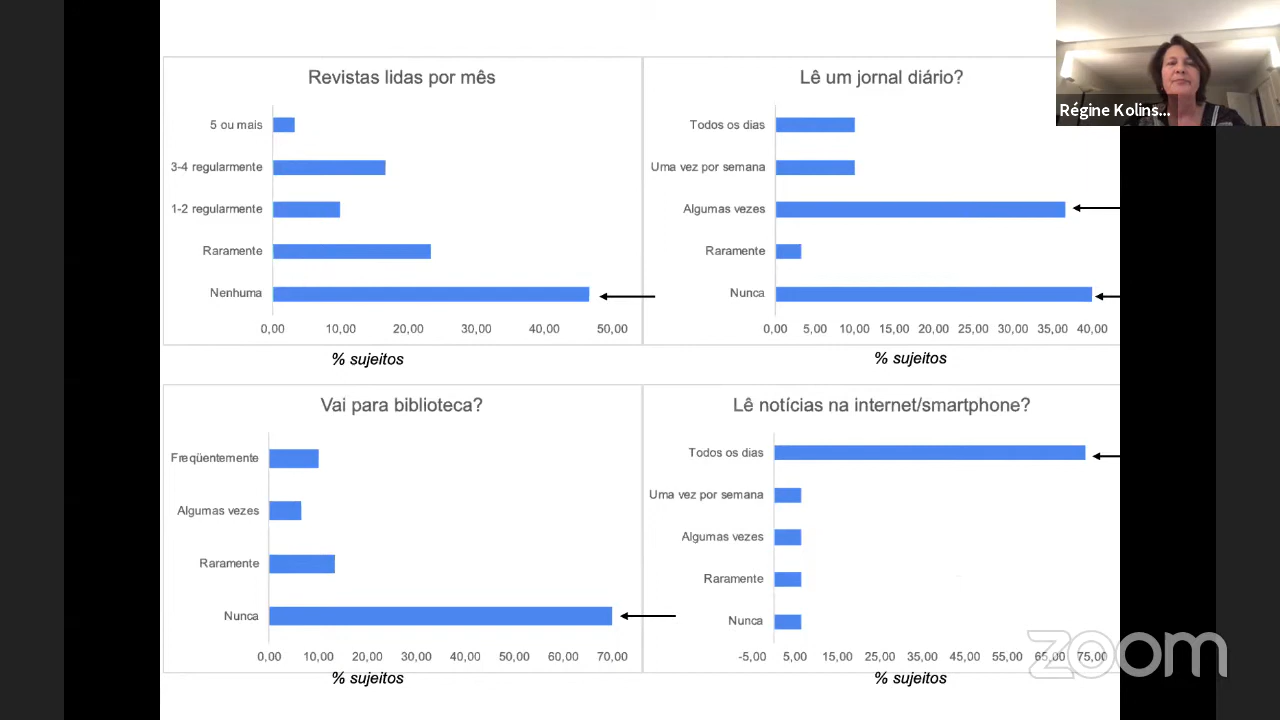 Revistas lidas por mês
5 ou mais
3-4 regularmente
1-2 regularmente
Raramente
Nenhuma
0,00 10,00 20,00 30,00 40,00 50,00
% sujeitos
Lê um jornal diário?
Todos os dias
Uma vez por semana
Algumas vezes
Raramente
Nunca
0,00 5,00 10,00 15,00 20,00 25,00 30,00 35,00 40,00
% sujeitos
Régine Kolins...
Vai para biblioteca?
Freqüentemente
Algumas vezes
Raramente
Nunca
0,00 10,00 20,00 30,00 40,00 50,00 60,00 70,00
% sujeitos
Lê notícias na internet/smartphone?
Todos os dias
Uma vez por semana
Algumas vezes
Raramente
Nunca
-5,00 5,00 15,00 25,00 35,00 45,00 55,00 65,00 75,00
% sujeitos
zoom